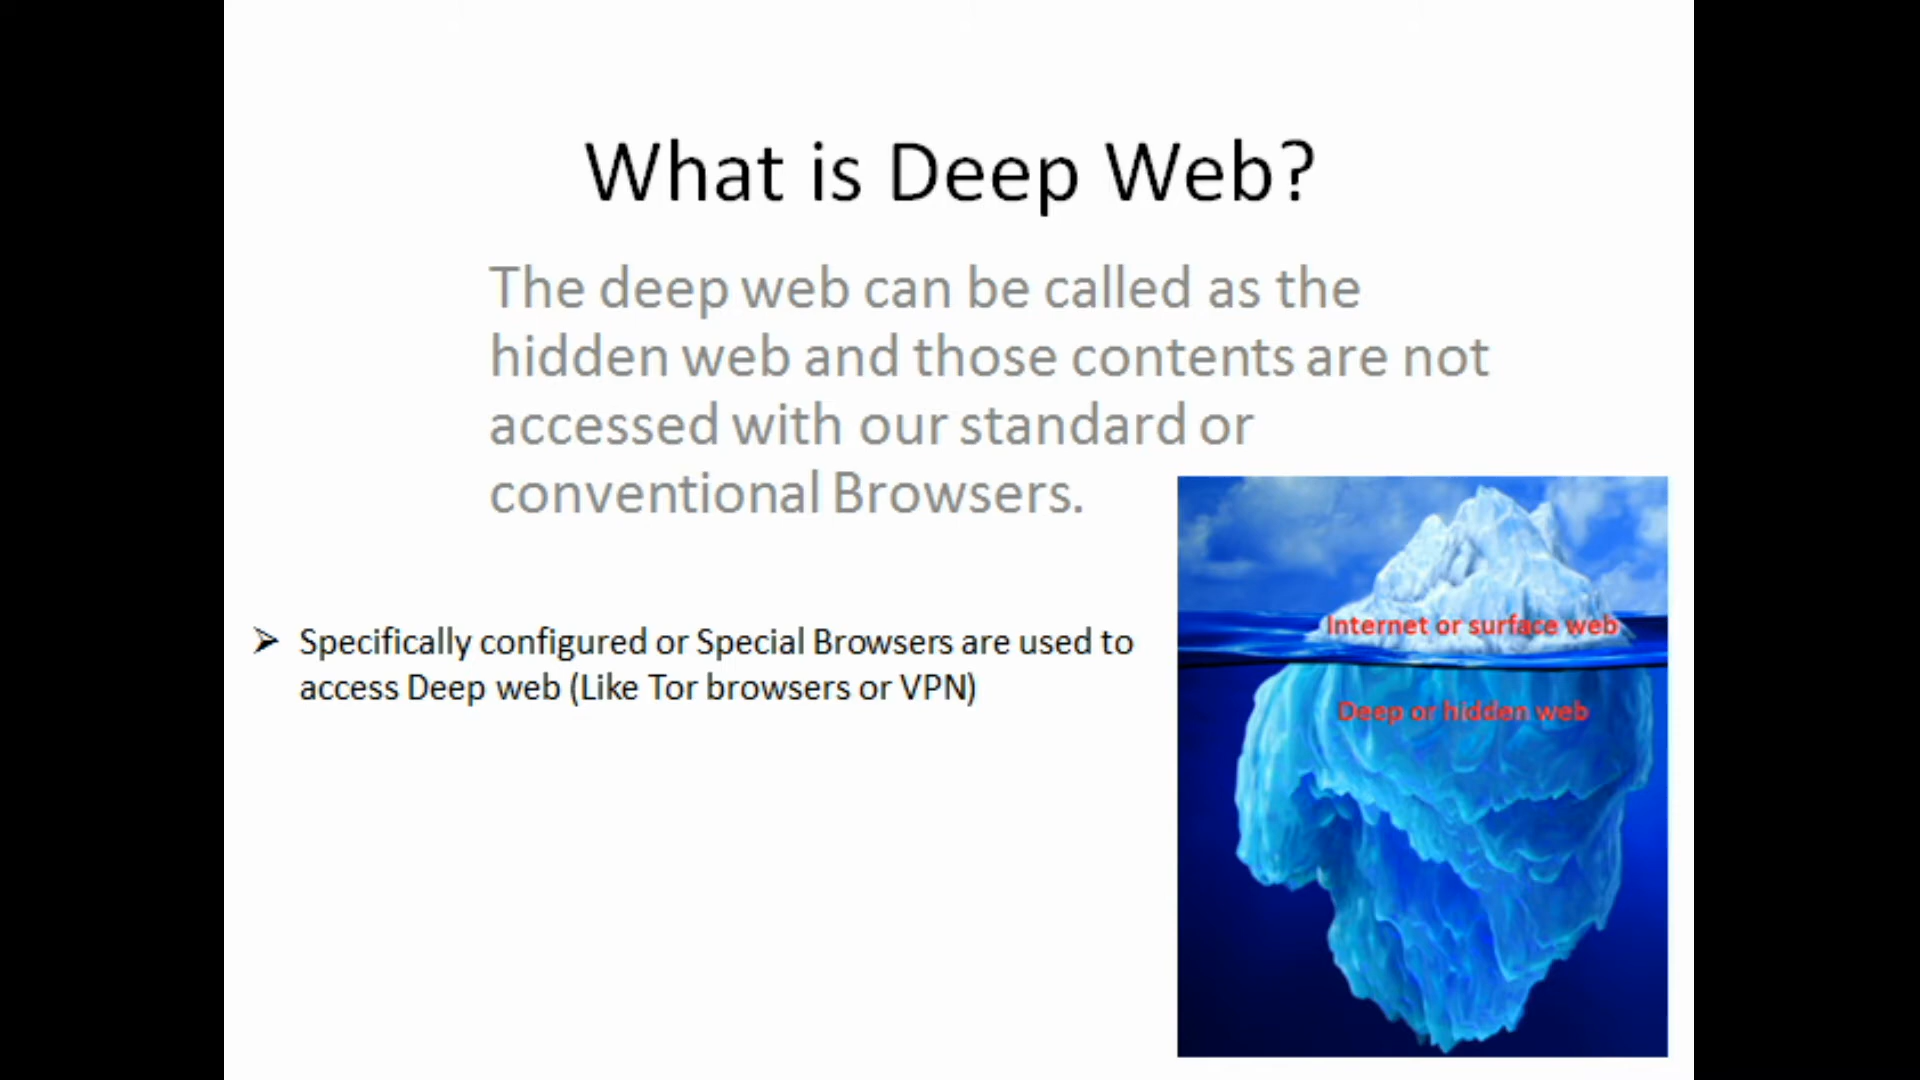 What is Deep Web?
The deep web can be called as the
hidden web and those contents are not
accessed with our standard or
conventional Browsers.
➢ Specifically configured or Special Browsers are used to
access Deep web (Like Tor browsers or VPN)
Internet or surface web
Deep or hidden web